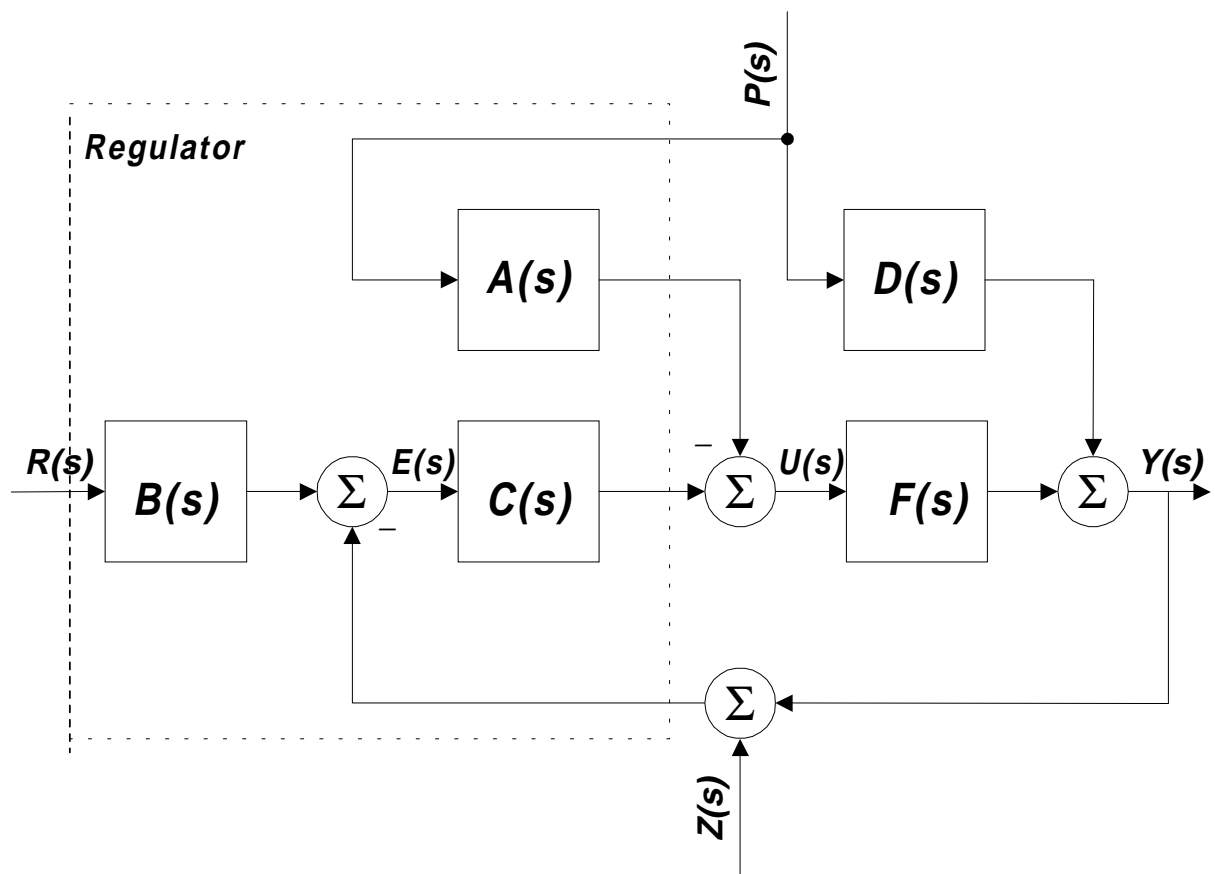 P(s)
Regulator
A(s)
D(s)
R(s)
B(s)
Σ
–
E(s)
C(s)
–
Σ
U(s)
F(s)
Σ
Y(s)
Σ
Z(s)